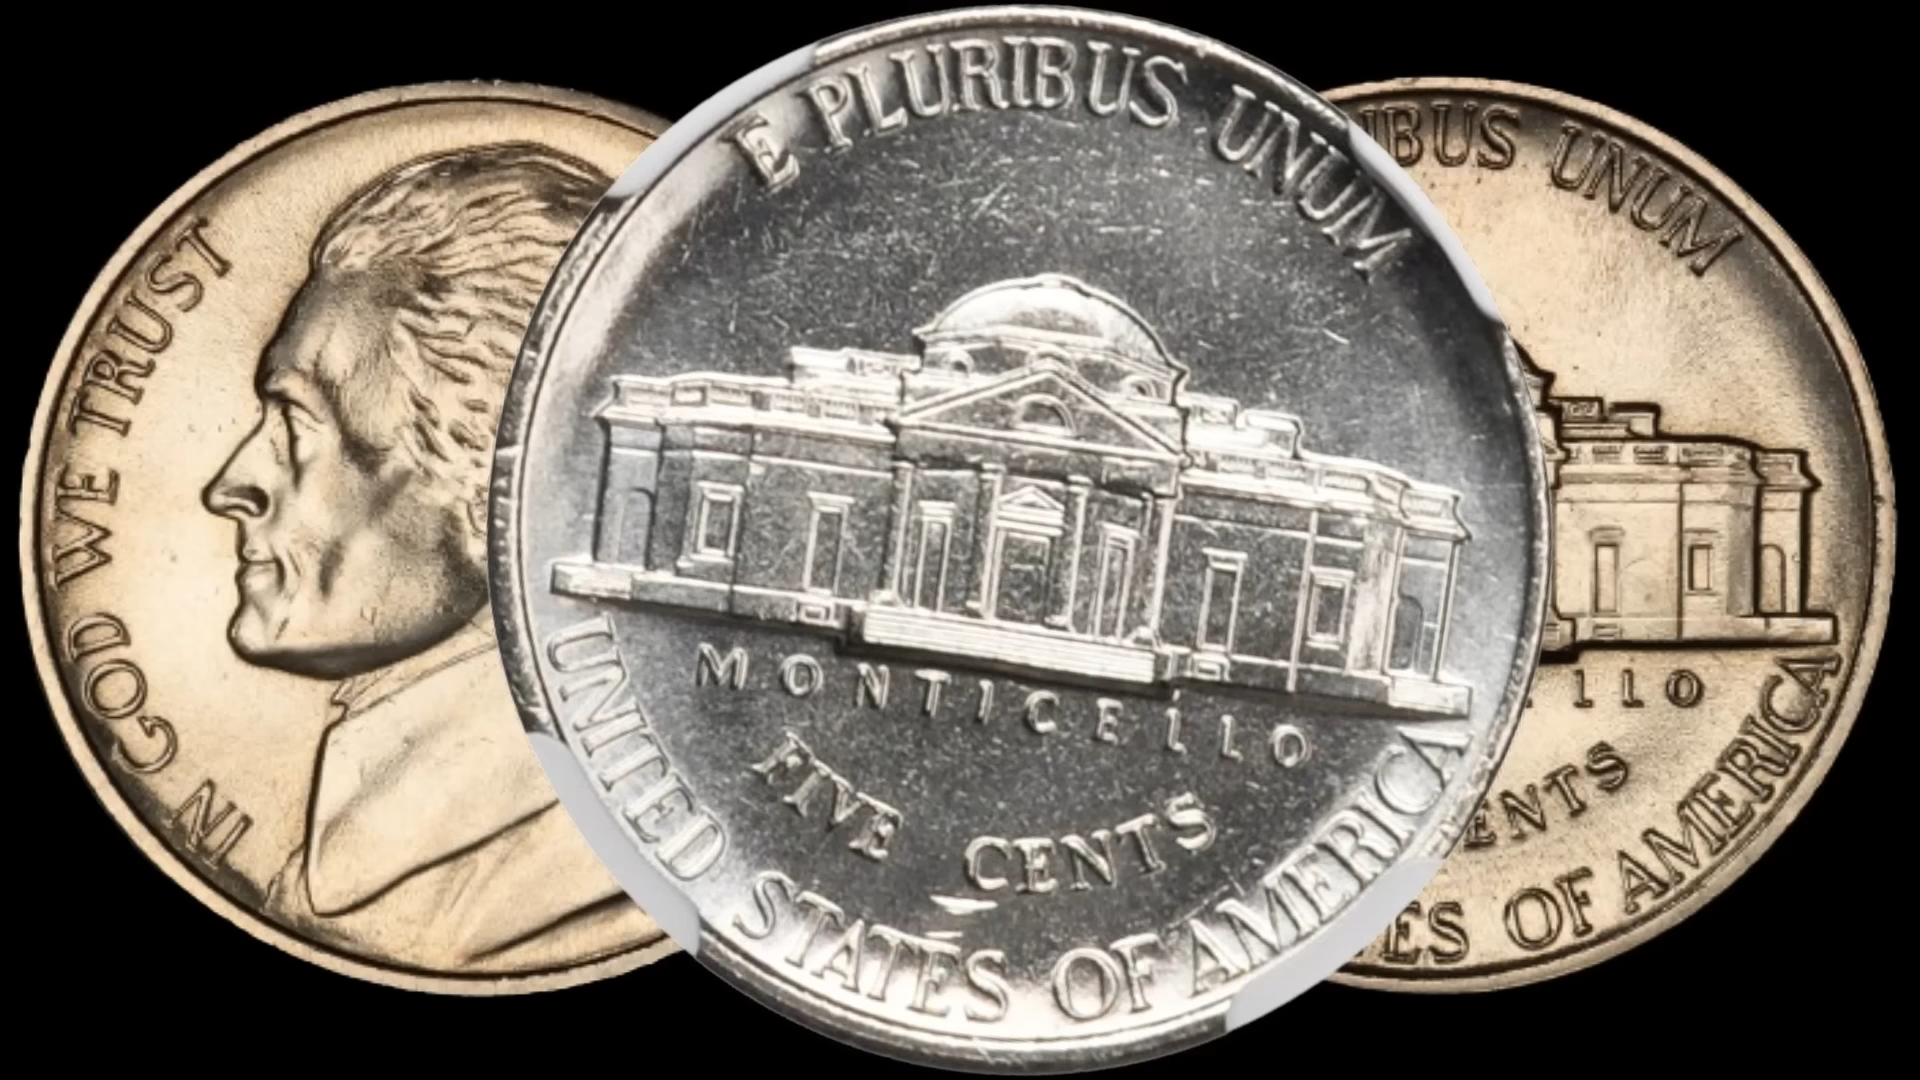 IN GOD WE TRUST
E PLURIBUS UNUM
MONTICELLO
FIVE CENTS
UNITED STATES OF AMERICA
IBUS UNUM
LLO
ENTS
ES OF AMERICA